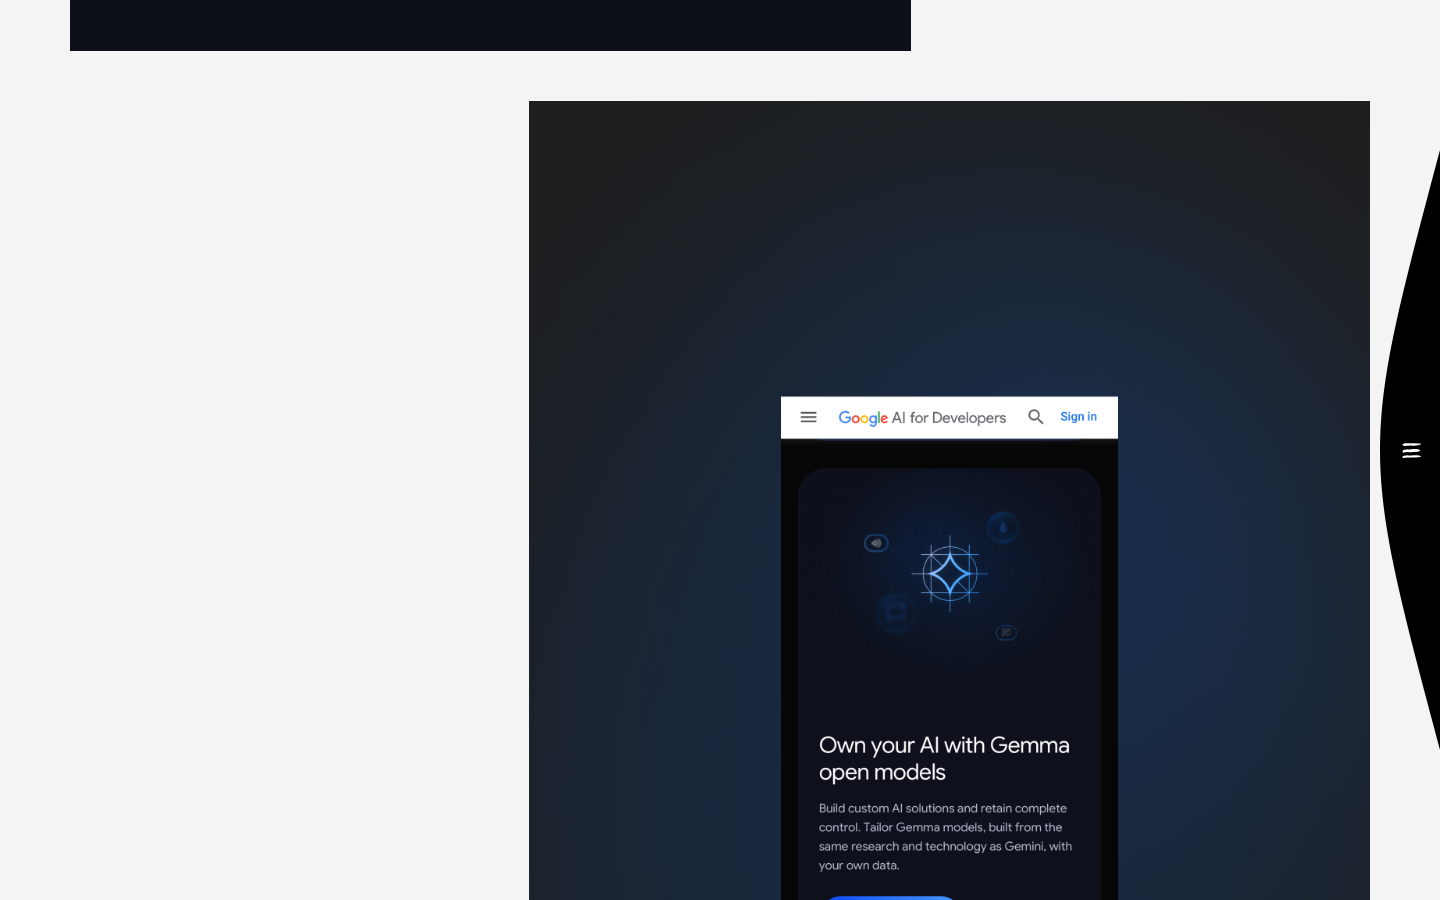 Google AI for Developers
Sign in
Own your AI with Gemma
open models
Build custom AI solutions and retain complete
control. Tailor Gemma models, built from the
same research and technology as Gemini, with
your own data.